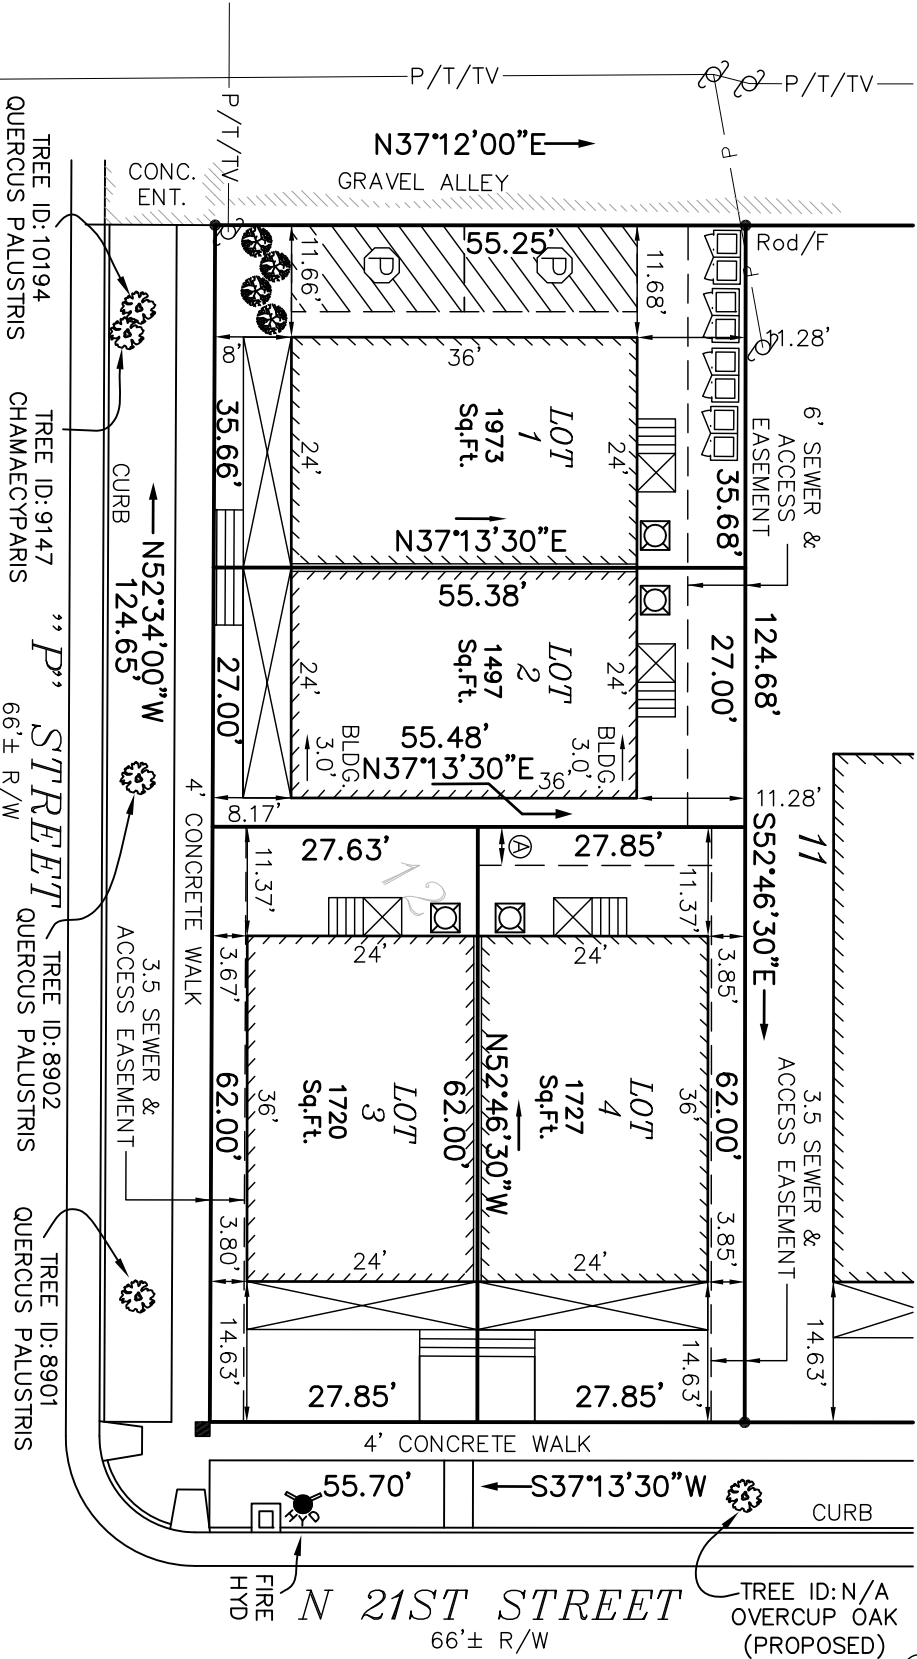 P/T/TV
P/T/TV
P/T/TV
P
P
N37°12'00"E
GRAVEL ALLEY
CONC.
ENT.
55.25'
Rod/F
11.66'
11.68'
P
P
11.28'
8'
36'
35.66'
35.68'
24'
24'
LOT
1
1973
Sq.Ft.
N37°13'30"E
6' SEWER &
ACCESS
EASEMENT
55.38'
27.00'
27.00'
124.68'
24'
24'
LOT
2
1497
Sq.Ft.
BLDG.
3.0'
BLDG.
3.0'
55.48'
N37°13'30"E
36'
8.17'
11.28'
S52°46'30"E
11
27.63'
27.85'
A
12
11.37'
11.37'
3.67'
24'
24'
3.85'
62.00'
36'
LOT
3
1720
Sq.Ft.
62.00'
N52°46'30"W
LOT
4
1727
Sq.Ft.
36'
62.00'
3.80'
24'
24'
3.85'
14.63'
14.63'
14.63'
27.85'
27.85'
3.5 SEWER &
ACCESS EASEMENT
3.5 SEWER &
ACCESS EASEMENT
4' CONCRETE WALK
4' CONCRETE WALK
55.70'
S37°13'30"W
CURB
HYD
FIRE
HYD
N 21ST STREET
66'± R/W
TREE ID: N/A
OVERCUP OAK
(PROPOSED)
TREE ID: 10194
QUERCUS PALUSTRIS
TREE ID: 9147
CHAMAECYPARIS
CURB
N52°34'00"W
124.65'
"P" STREET
66'± R/W
TREE ID: 8902
QUERCUS PALUSTRIS
TREE ID: 8901
QUERCUS PALUSTRIS